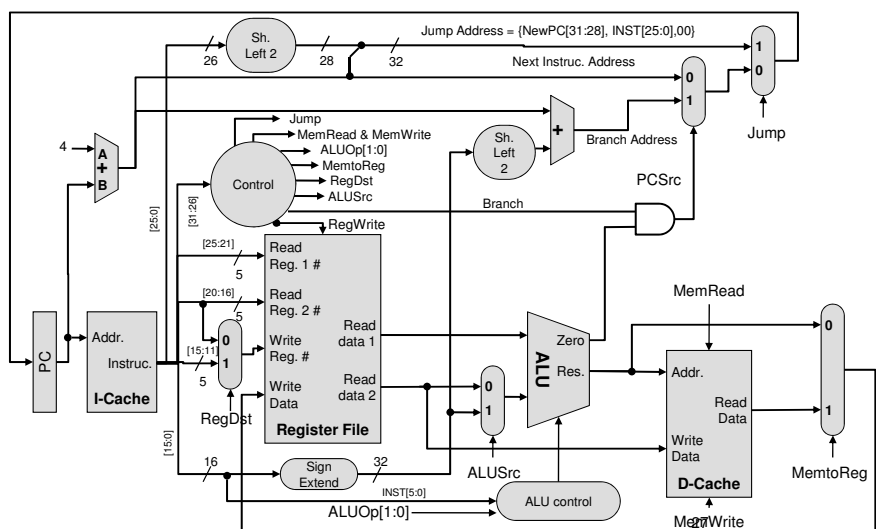 Jump Address = {NewPC[31:28], INST[25:0],00}
Sh.
Left 2
26
28
32
1
0
Next Instruc. Address
0
1
Jump
4
A
+
B
+
Branch Address
Sh.
Left
2
Jump
MemRead & MemWrite
ALUOp[1:0]
MemtoReg
RegDst
ALUSrc
Control
[25:0]
[31:26]
PCSrc
Branch
RegWrite
[25:21]
5
Read
Reg. 1 #
[20:16]
5
Read
Reg. 2 #
0
1
[15:11]
5
Write
Reg. #
Write
Data
Read
data 1
Read
data 2
Register File
RegDst
PC
Addr.
Instruc.
I-Cache
[15:0]
16
Sign
Extend
32
0
1
ALUSrc
ALU
Zero
Res.
INST[5:0]
ALUOp[1:0]
ALU control
MemRead
Addr.
Read
Data
Write
Data
D-Cache
MemWrite
27
0
1
MemtoReg